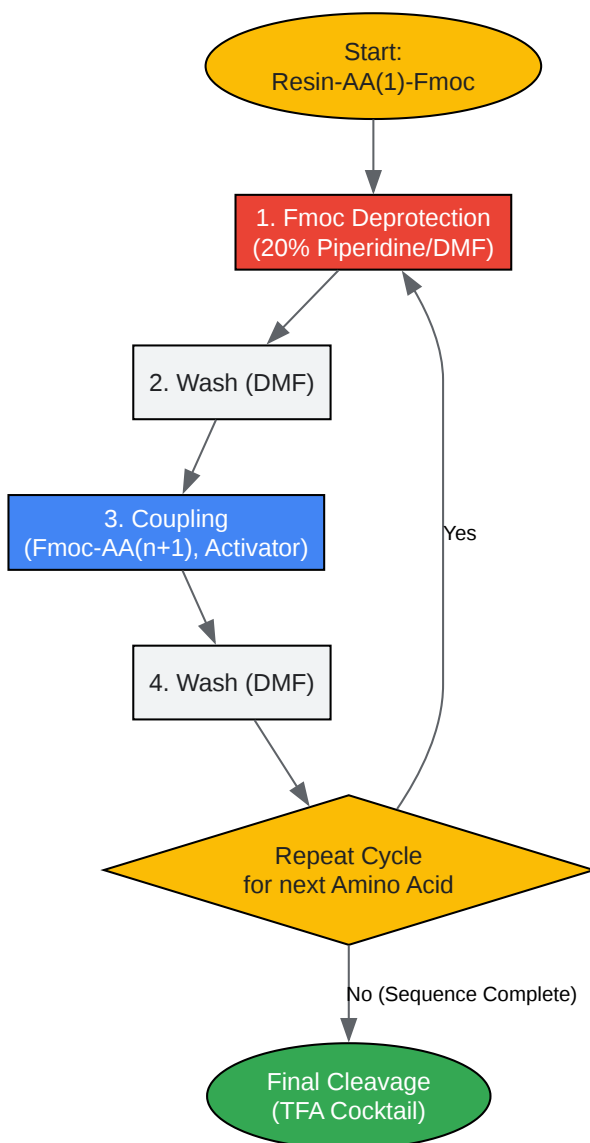 Start:
Resin-AA(1)-Fmoc
1. Fmoc Deprotection
(20% Piperidine/DMF)
2. Wash (DMF)
3. Coupling
(Fmoc-AA(n+1), Activator)
Yes
4. Wash (DMF)
Repeat Cycle
for next Amino Acid
No (Sequence Complete)
Final Cleavage
(TFA Cocktail)